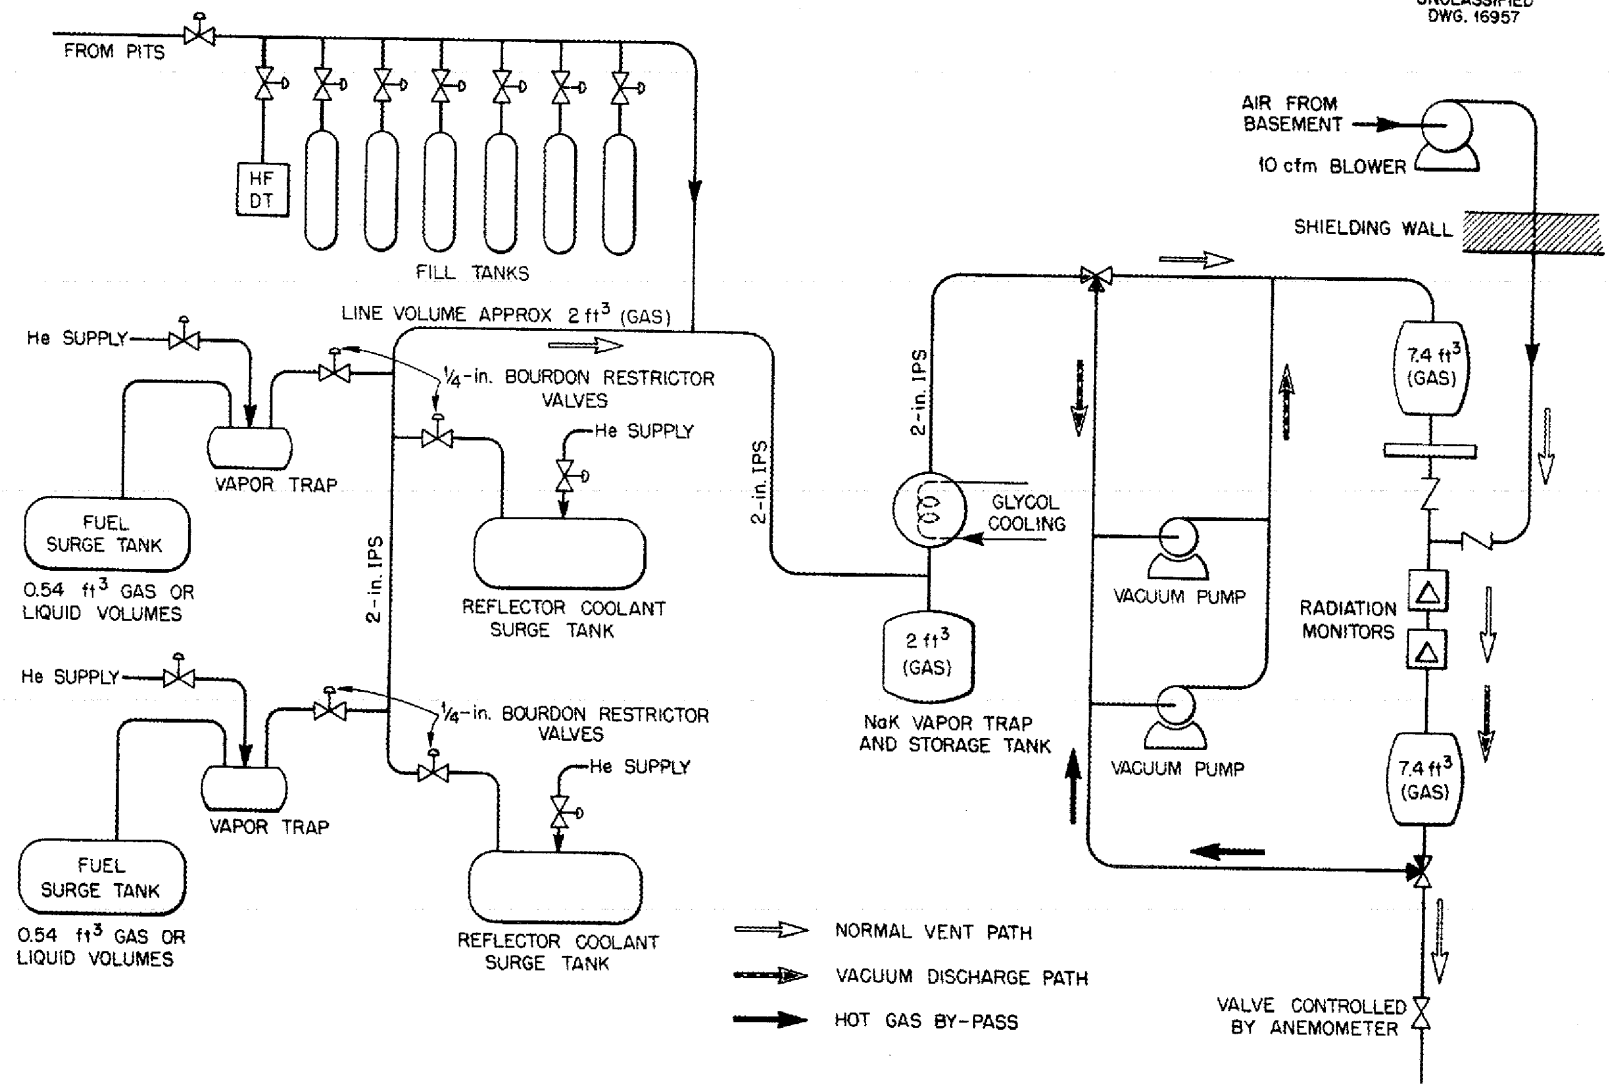 UNCLASSIFIED
DWG. 16957
FROM PITS
HF
DT
FILL TANKS
AIR FROM
BASEMENT
10 cfm BLOWER
SHIELDING WALL
LINE VOLUME APPROX 2 ft³ (GAS)
He SUPPLY
¼-in. BOURDON RESTRICTOR
VALVES
He SUPPLY
VAPOR TRAP
FUEL
SURGE TANK
0.54 ft³ GAS OR
LIQUID VOLUMES
REFLECTOR COOLANT
SURGE TANK
2-in. IPS
2-in. IPS
2-in. IPS
GLYCOL
COOLING
2 ft³
(GAS)
NaK VAPOR TRAP
AND STORAGE TANK
VACUUM PUMP
VACUUM PUMP
7.4 ft³
(GAS)
RADIATION
MONITORS
7.4 ft³
(GAS)
He SUPPLY
¼-in. BOURDON RESTRICTOR
VALVES
He SUPPLY
VAPOR TRAP
FUEL
SURGE TANK
0.54 ft³ GAS OR
LIQUID VOLUMES
REFLECTOR COOLANT
SURGE TANK
NORMAL VENT PATH
VACUUM DISCHARGE PATH
HOT GAS BY-PASS
VALVE CONTROLLED
BY ANEMOMETER